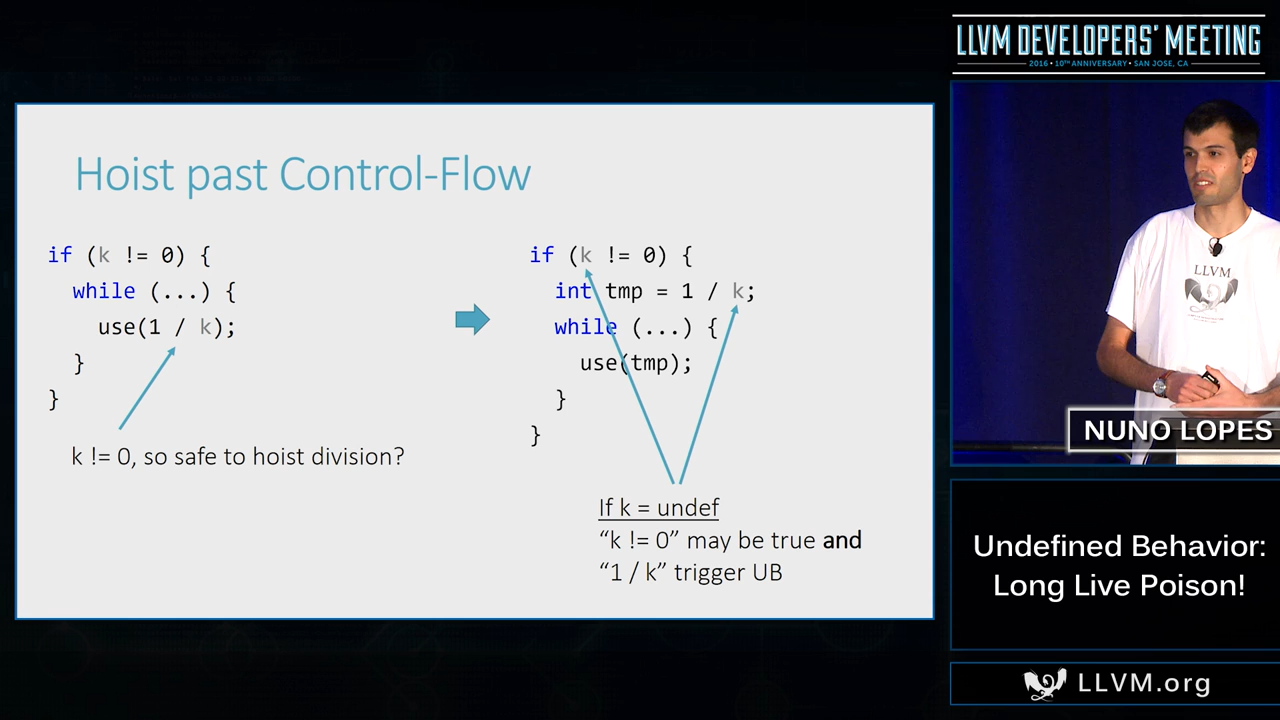 LLVM DEVELOPERS' MEETING
2016 • 10TH ANNIVERSARY • SAN JOSE, CA
Hoist past Control-Flow
if (k != 0) {
while (...) {
use(1 / k);
}
}
k != 0, so safe to hoist division?
if (k != 0) {
int tmp = 1 / k;
while (...) {
use(tmp);
}
}
If k = undef
“k != 0” may be true and
“1 / k” trigger UB
LLVM
NUNO LOPES
Undefined Behavior:
Long Live Poison!
LLVM.org